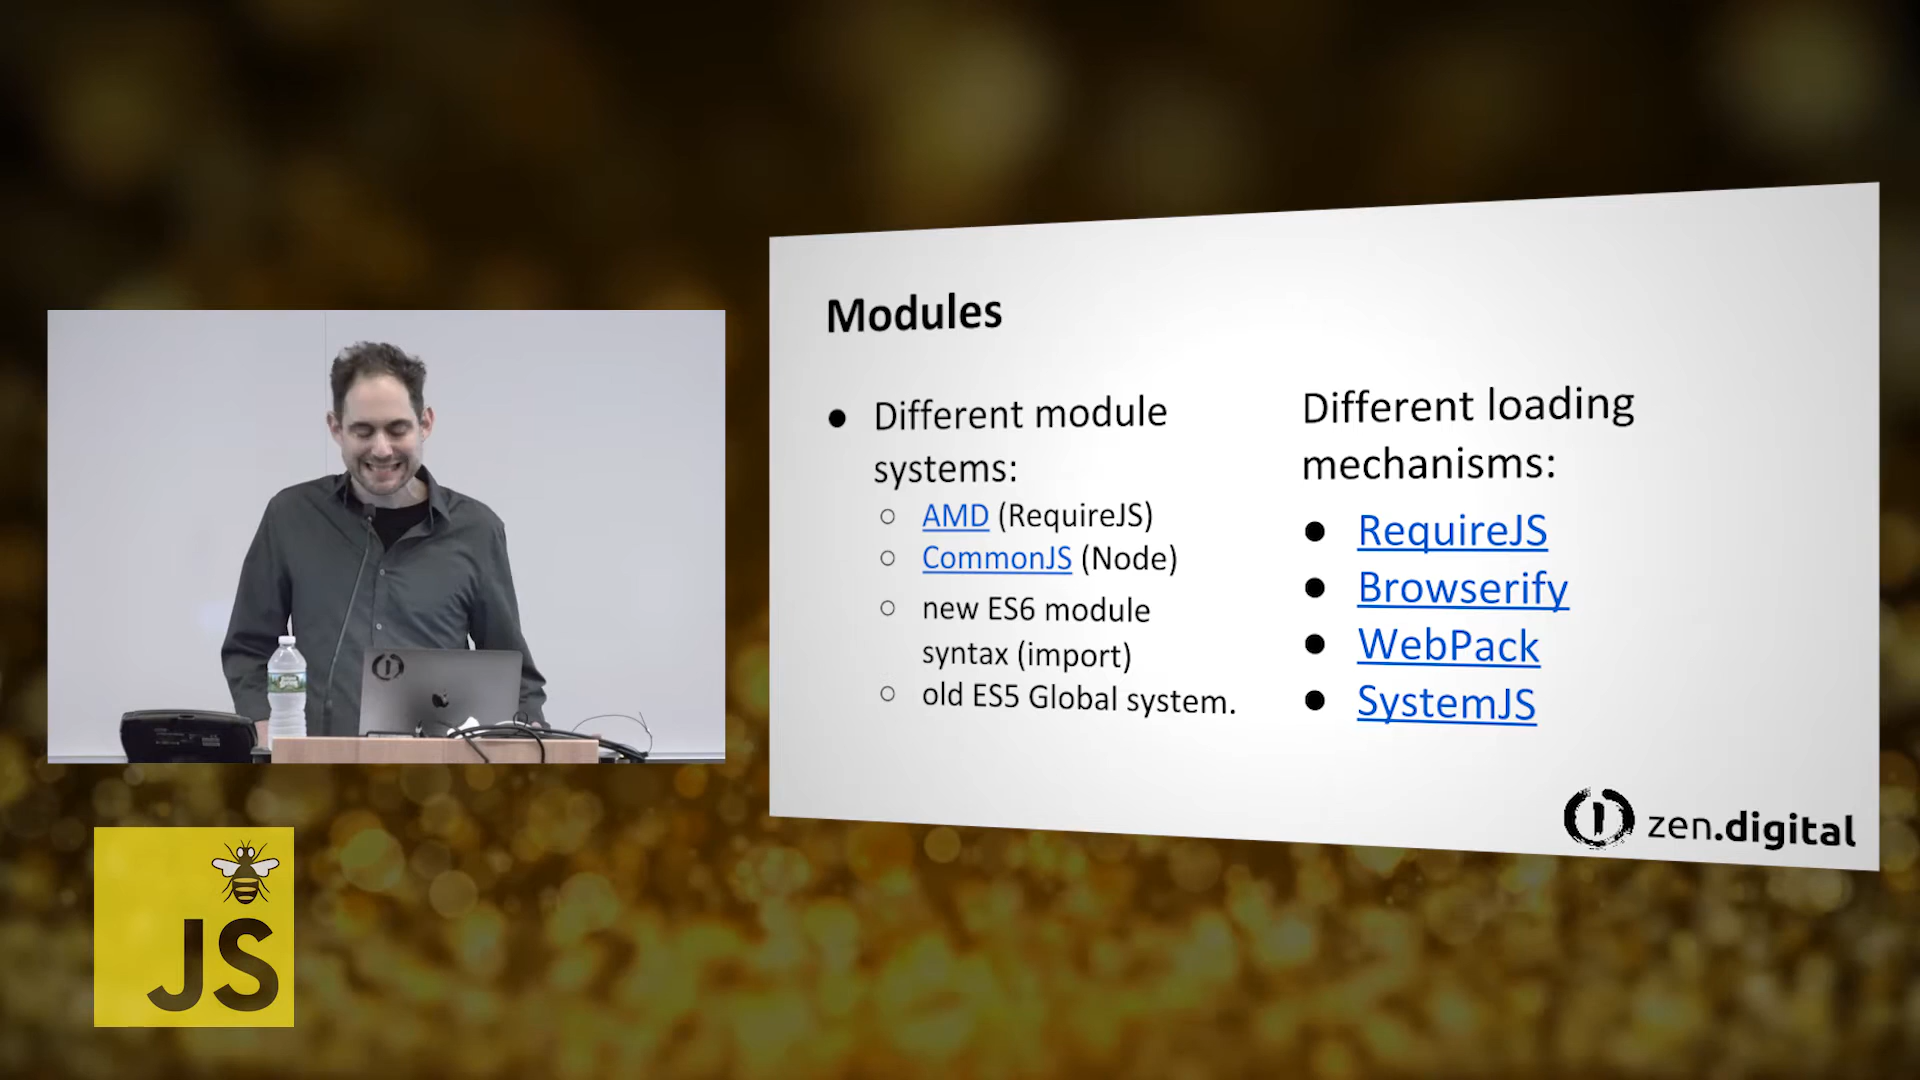 Modules
● Different module
systems:
○ AMD (RequireJS)
○ CommonJS (Node)
○ new ES6 module
syntax (import)
○ old ES5 Global system.
Different loading
mechanisms:
● RequireJS
● Browserify
● WebPack
● SystemJS
zen.digital
JS